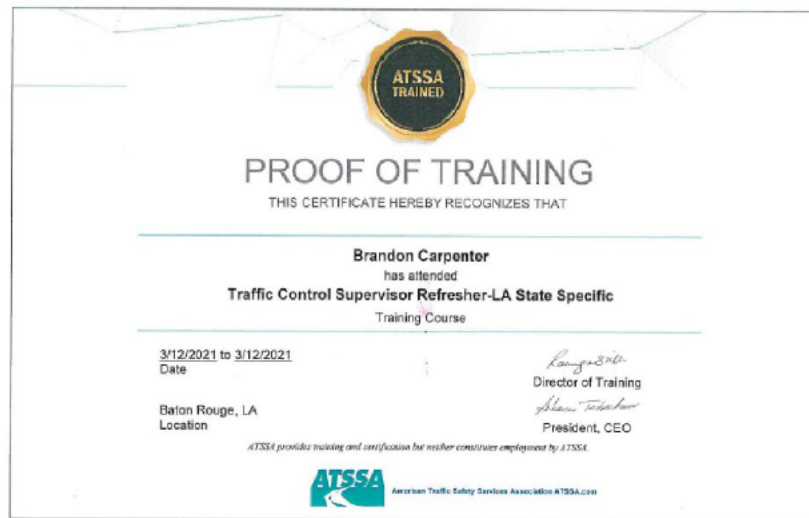 ATSSA
TRAINED
PROOF OF TRAINING
THIS CERTIFICATE HEREBY RECOGNIZES THAT
Brandon Carpenter
has attended
Traffic Control Supervisor Refresher-LA State Specific
Training Course
3/12/2021 to 3/12/2021
Date
Director of Training
Baton Rouge, LA
Location
President, CEO
ATSSA provides training and certification but neither constitutes employment by ATSSA.
ATSSA
American Traffic Safety Services Association ATSSA.com